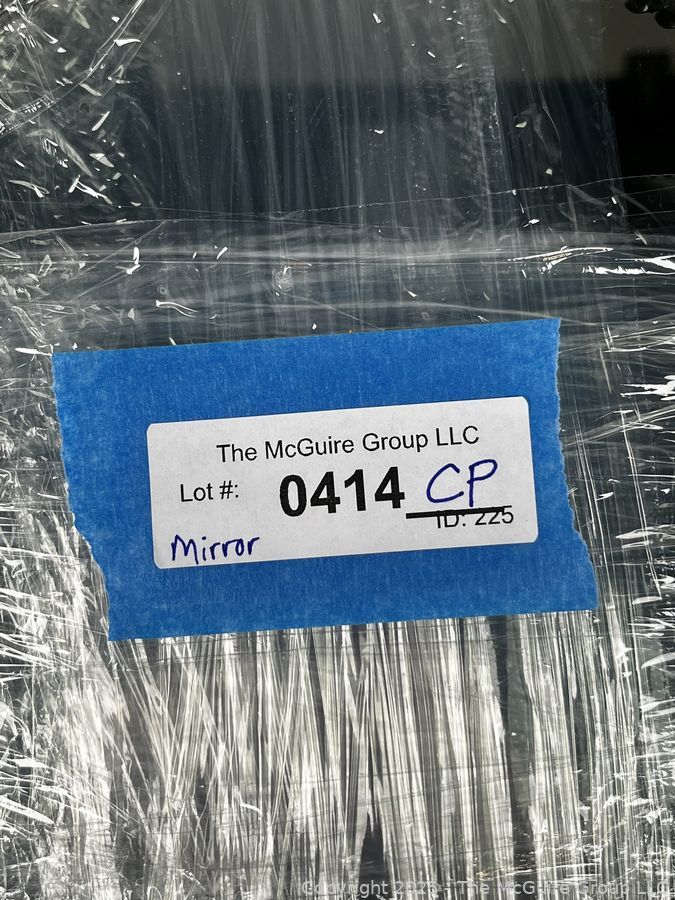 The McGuire Group LLC
Lot #: 0414 CP
ID: 225
Mirror
Copyright 2025 - The McGuire Group LLC